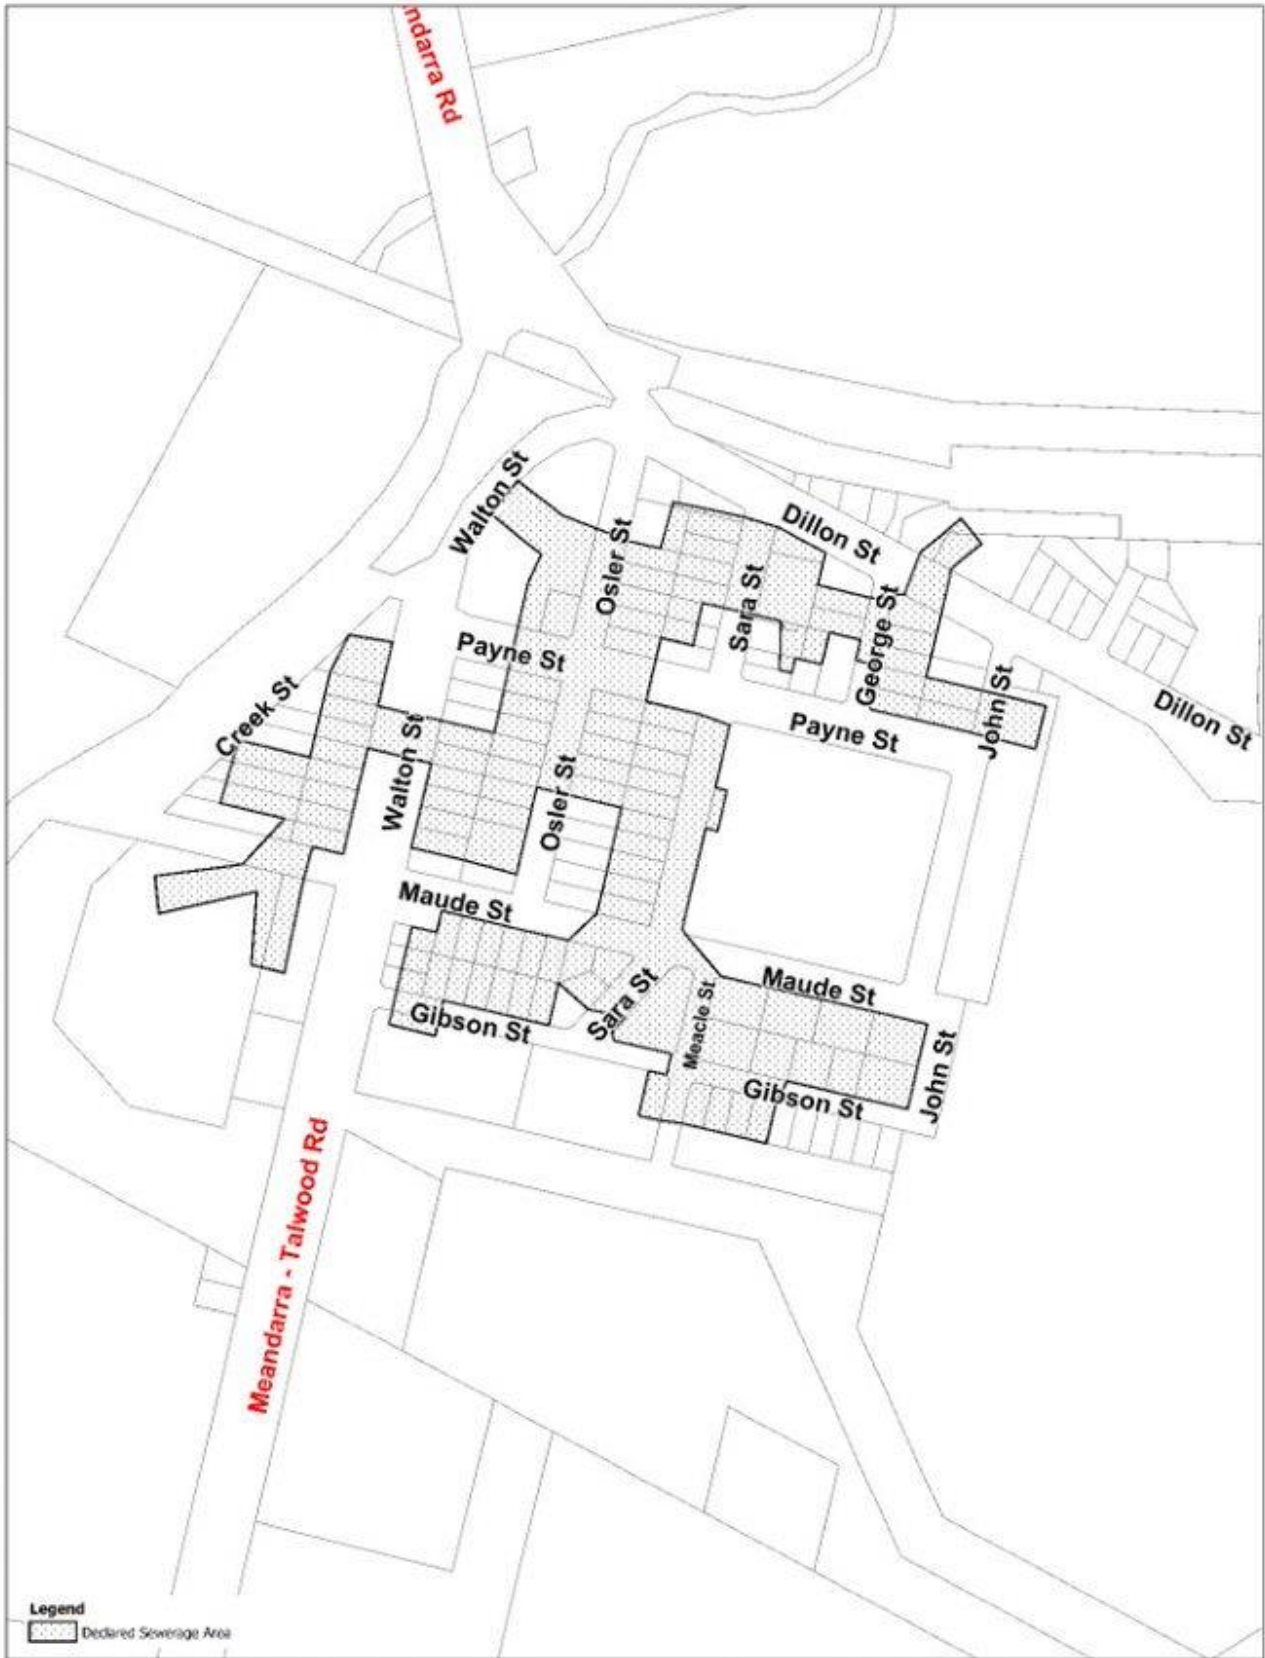 ndarra Rd
Walton St
Dillon St
Osler St
Sara St
George St
Payne St
Creek St
John St
Dillon St
Walton St
Payne St
Osler St
Maude St
Maude St
Sara St
Meacle St
Gibson St
John St
Gibson St
Meandarra - Talwood Rd
Legend
Declared Sewerage Area